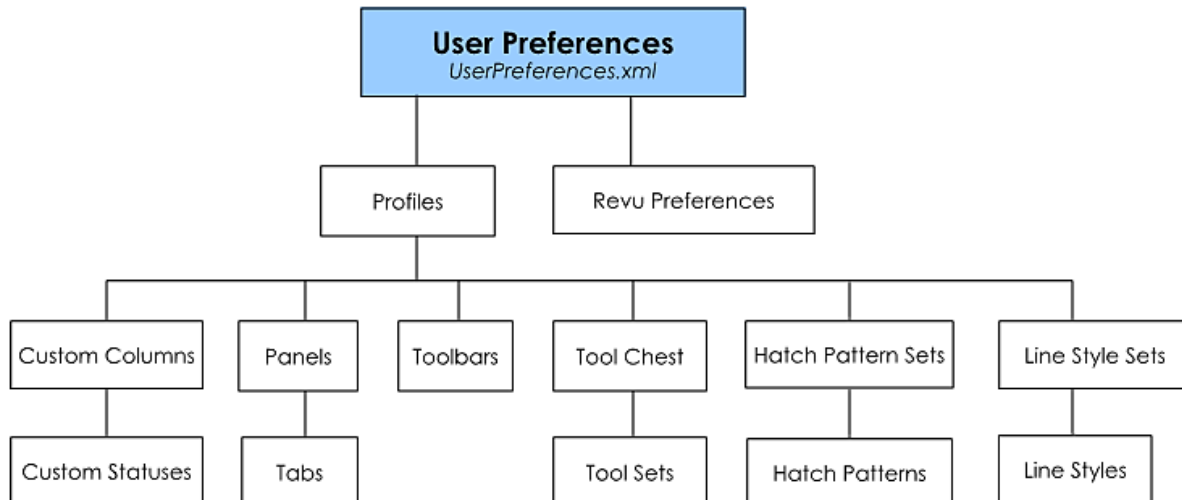 User Preferences
UserPreferences.xml
Profiles
Revu Preferences
Custom Columns
Panels
Toolbars
Tool Chest
Hatch Pattern Sets
Line Style Sets
Custom Statuses
Tabs
Tool Sets
Hatch Patterns
Line Styles